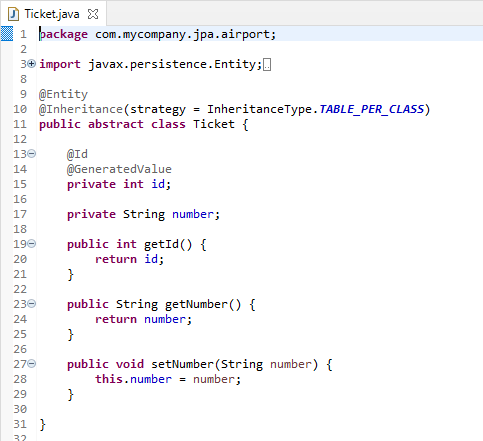 Ticket.java
1 package com.mycompany.jpa.airport;
2
3 import javax.persistence.Entity;
8
9 @Entity
10 @Inheritance(strategy = InheritanceType.TABLE_PER_CLASS)
11 public abstract class Ticket {
12
13 @Id
14 @GeneratedValue
15 private int id;
16
17 private String number;
18
19 public int getId() {
20 return id;
21 }
22
23 public String getNumber() {
24 return number;
25 }
26
27 public void setNumber(String number) {
28 this.number = number;
29 }
30
31 }
32